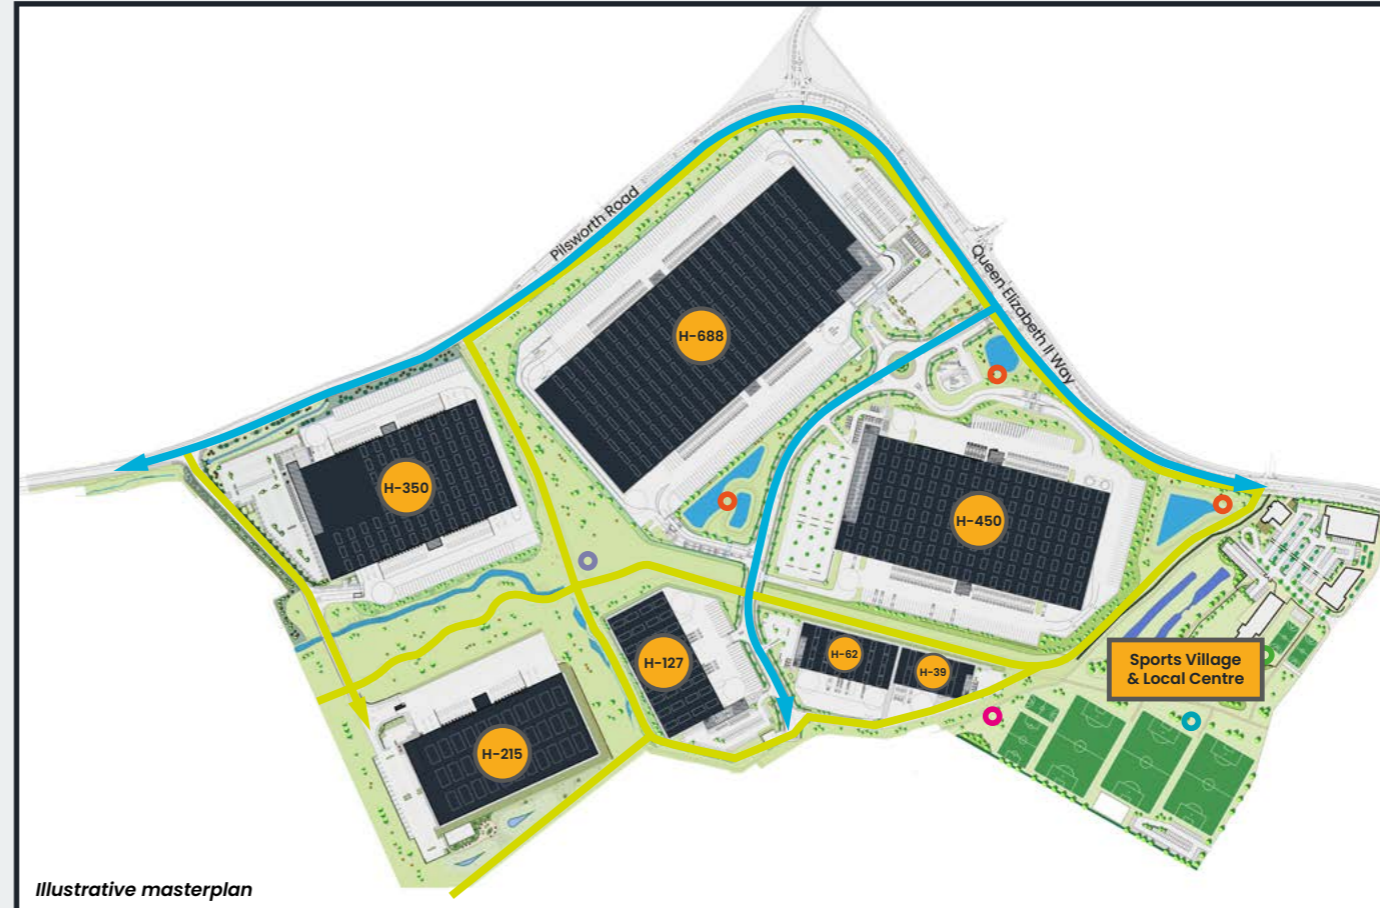 Pilsworth Road
Queen Elizabeth II Way
H-688
H-350
H-450
H-127
H-62
H-39
Sports Village
& Local Centre
H-215
Illustrative masterplan